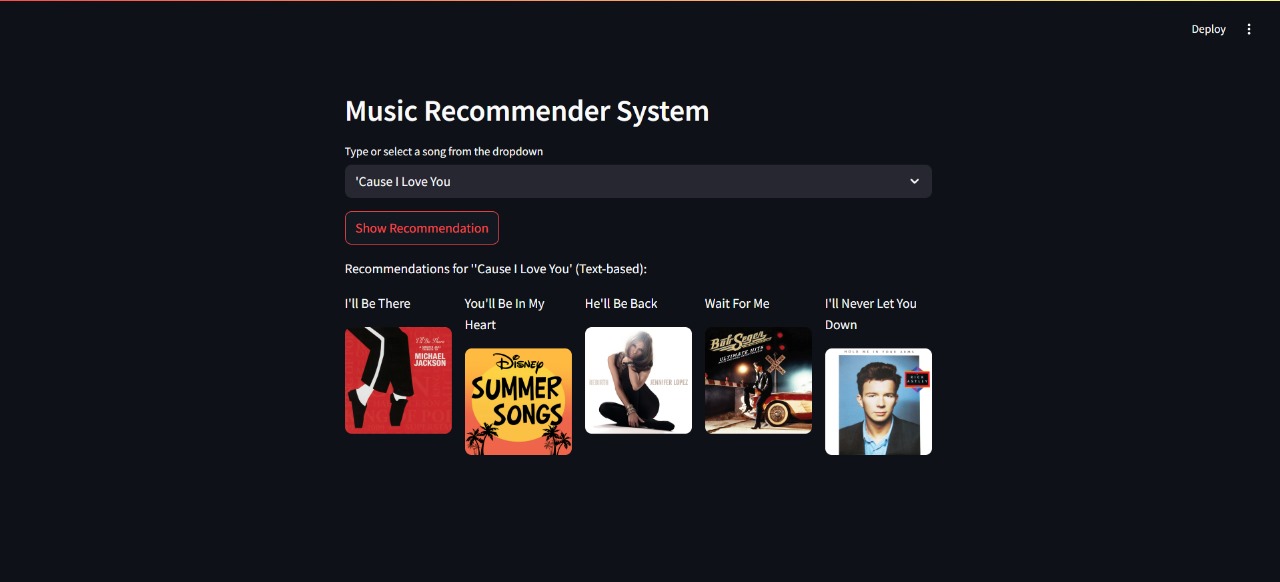 Deploy
Music Recommender System
Type or select a song from the dropdown
'Cause I Love You
Show Recommendation
Recommendations for ''Cause I Love You' (Text-based):
I'll Be There
You'll Be In My
Heart
He'll Be Back
Wait For Me
I'll Never Let You
Down
I'll Be There
MICHAEL
JACKSON
Disney
SUMMER
SONGS
JENNIFER LOPEZ
Bob Seger
ULTIMATE HITS
HOLD ME IN YOUR ARMS
RICK
ASTLEY